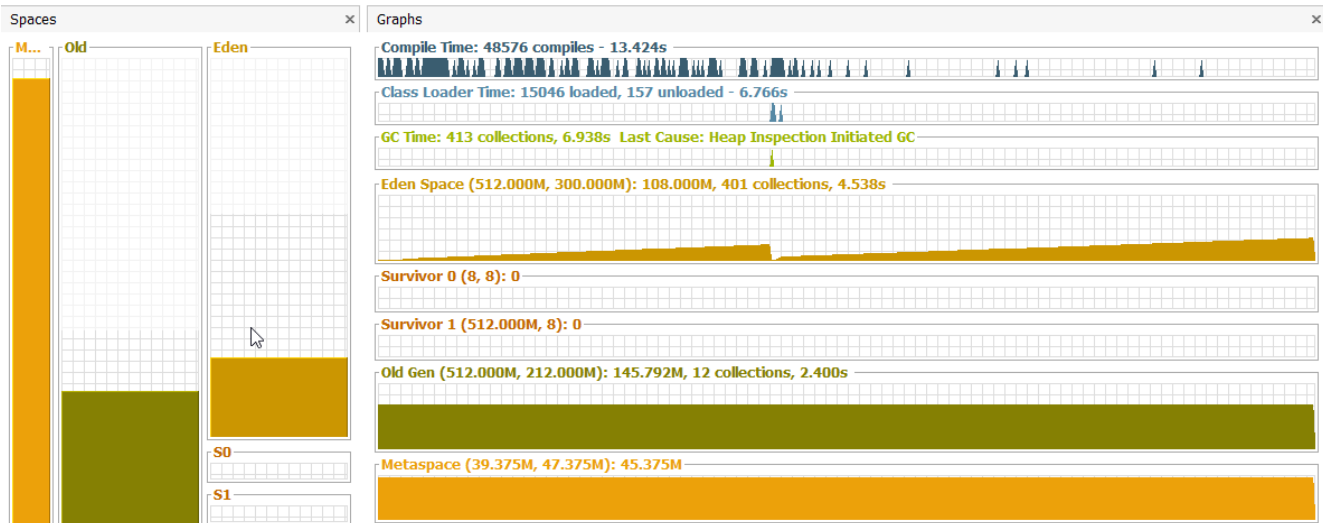 Spaces
M...
Old
Eden
S0
S1
Graphs
Compile Time: 48576 compiles - 13.424s
Class Loader Time: 15046 loaded, 157 unloaded - 6.766s
GC Time: 413 collections, 6.938s Last Cause: Heap Inspection Initiated GC
Eden Space (512.000M, 300.000M): 108.000M, 401 collections, 4.538s
Survivor 0 (8, 8): 0
Survivor 1 (512.000M, 8): 0
Old Gen (512.000M, 212.000M): 145.792M, 12 collections, 2.400s
Metaspace (39.375M, 47.375M): 45.375M